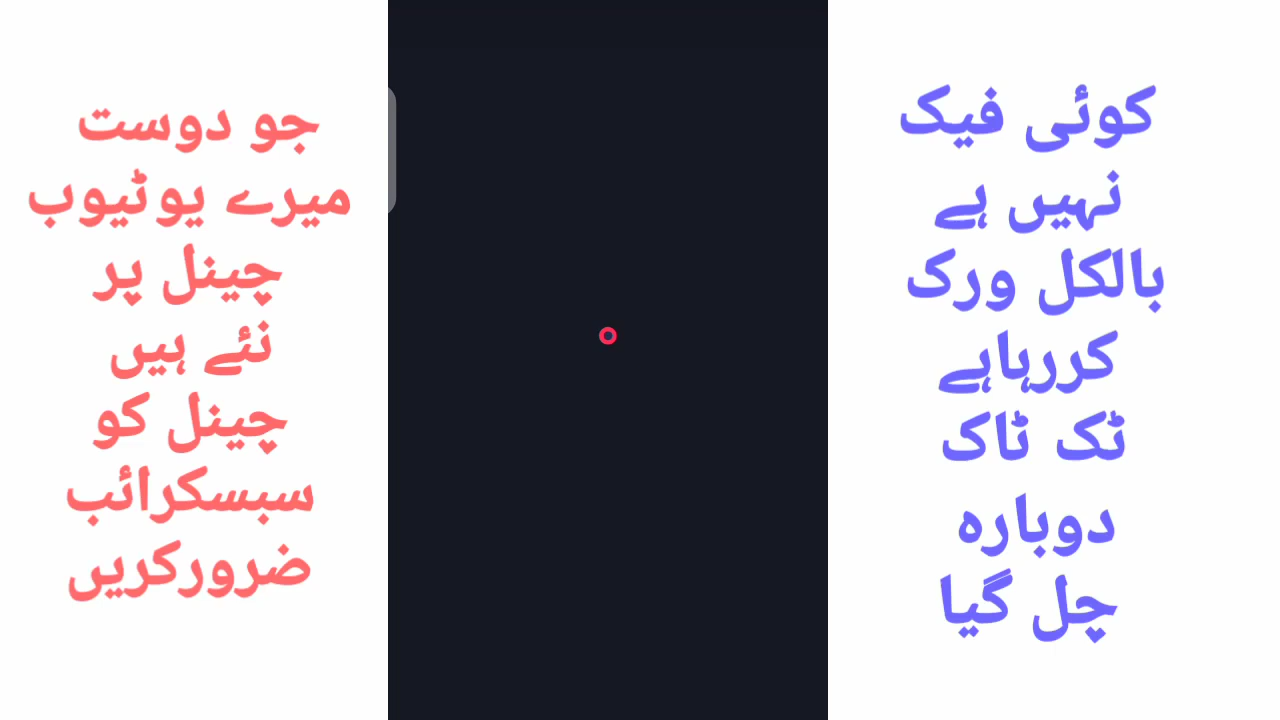 جو دوست
میرے یوٹیوب
چینل پر
نئے ہیں
چینل کو
سبسکرائب
ضرورکریں
کوئی فیک
نہیں ہے
بالکل ورک
کررہاہے
ٹک ٹاک
دوبارہ
چل گیا